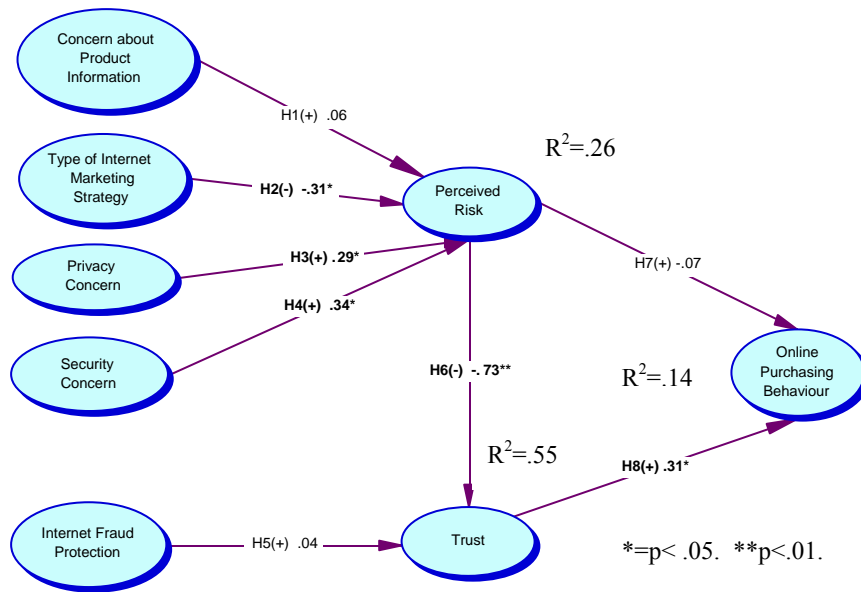 Concern about
Product
Information
H1(+) .06
R²=.26
Type of Internet
Marketing
Strategy
H2(-) -.31*
Perceived
Risk
Privacy
Concern
H3(+) .29*
H7(+) -.07
H4(+) .34*
Security
Concern
H6(-) -. 73**
R²=.14
Online
Purchasing
Behaviour
R²=.55
H8(+) .31*
Internet Fraud
Protection
H5(+) .04
Trust
*=p< .05. **p<.01.